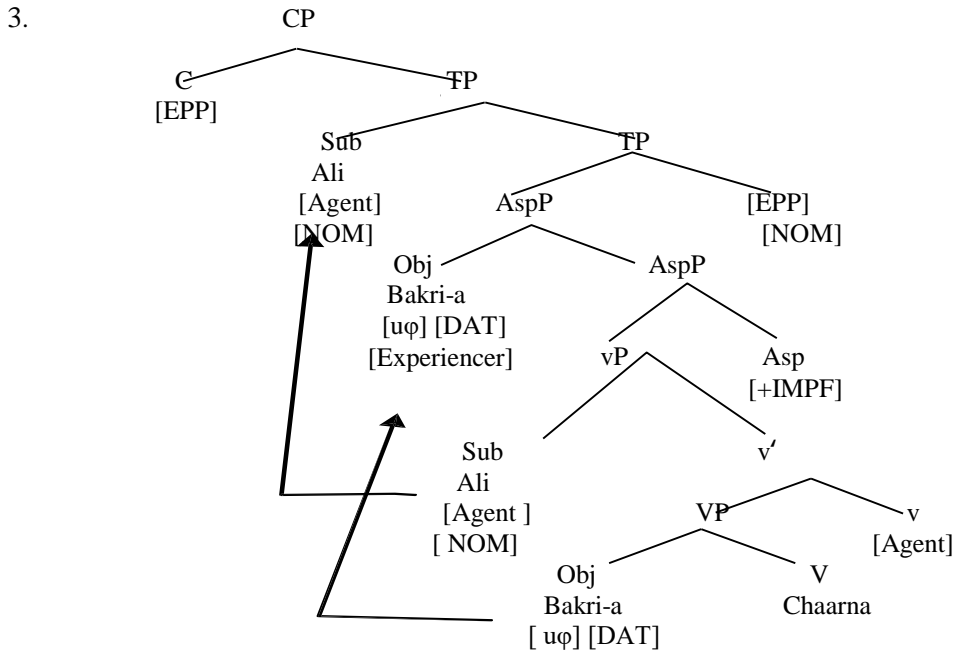 3. CP
C TP
[EPP]
Sub TP
Ali
[Agent] AspP [EPP]
[NOM] [NOM]
Obj AspP
Bakri-a
[uφ] [DAT]
[Experiencer] vP Asp
[+IMPF]
Sub v′
Ali
[Agent ] VP v
[ NOM] [Agent]
Obj V
Bakri-a Chaarna
[ uφ] [DAT]